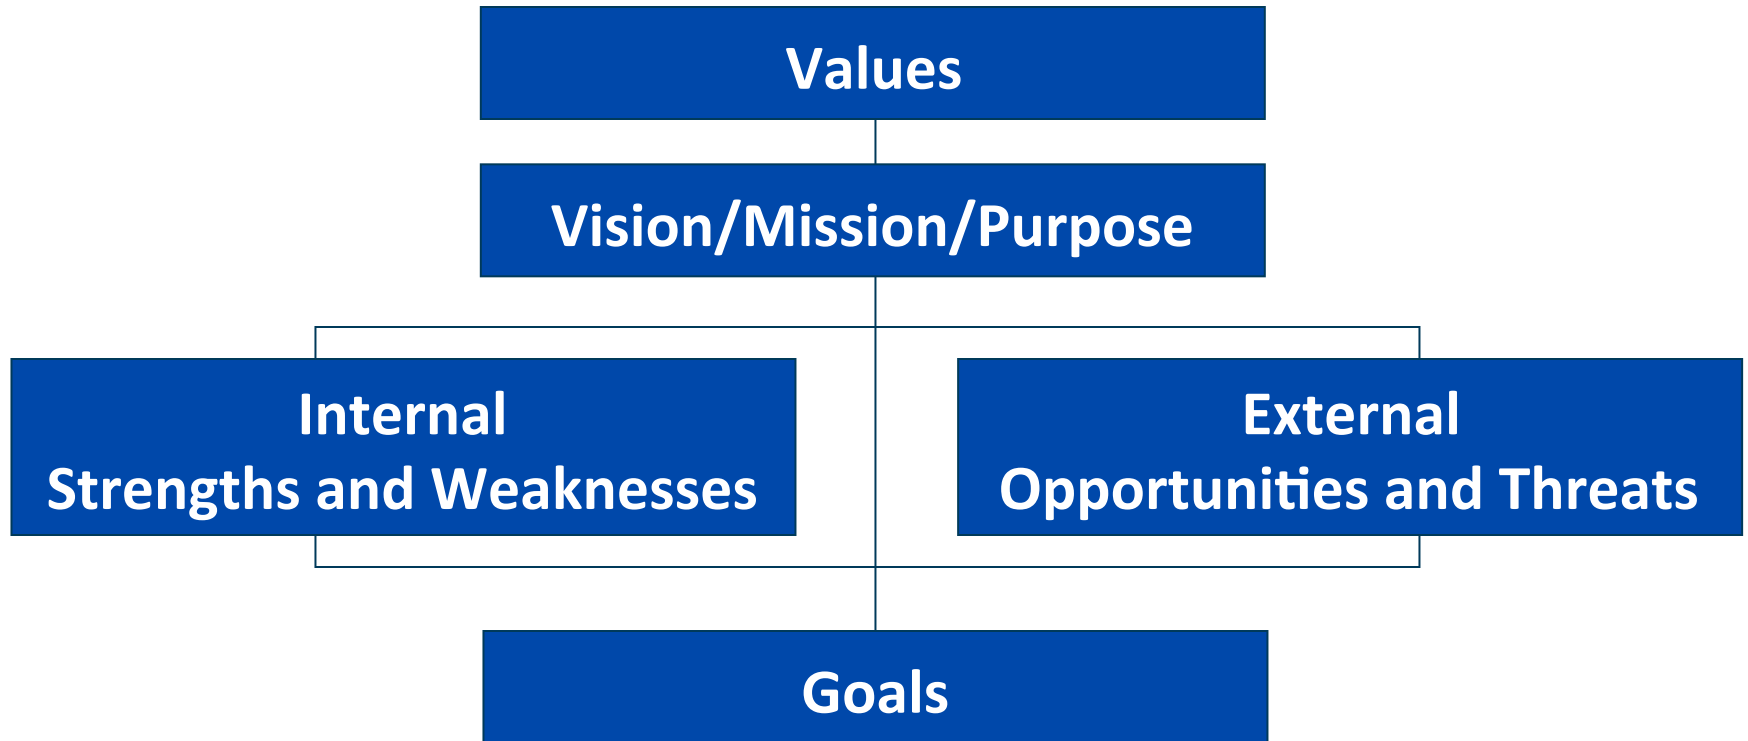 Values
Vision/Mission/Purpose
Internal
Strengths and Weaknesses
External
Opportunities and Threats
Goals